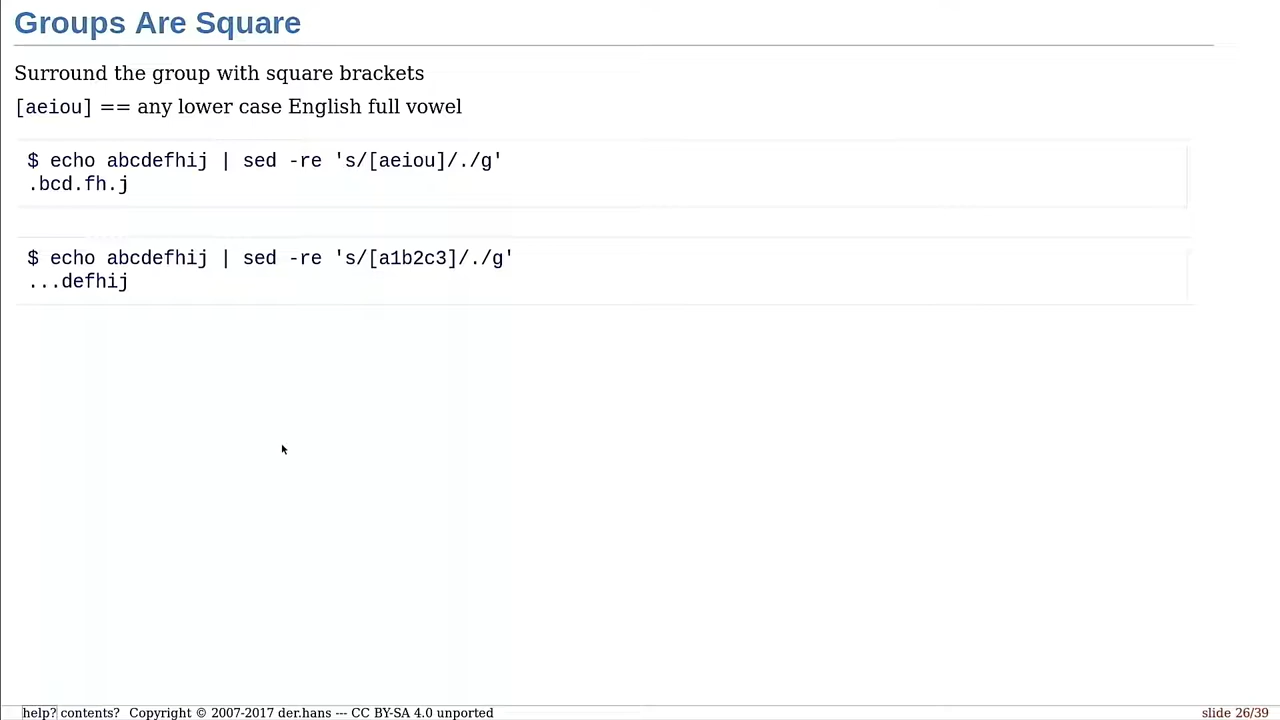 Groups Are Square
Surround the group with square brackets
[aeiou] == any lower case English full vowel
$ echo abcdefhij | sed -re 's/[aeiou]/./g'
.bcd.fh.j
$ echo abcdefhij | sed -re 's/[a1b2c3]/./g'
...defhij
help? contents? Copyright © 2007-2017 der.hans --- CC BY-SA 4.0 unported
slide 26/39